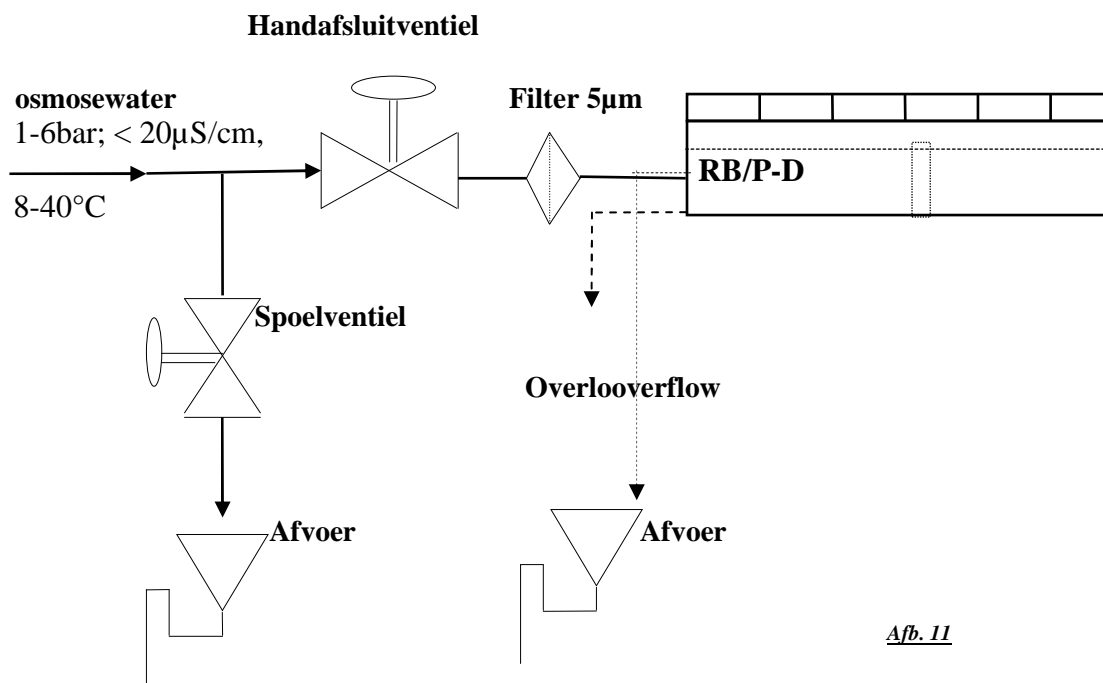 Handafsluitventiel
osmosewater
1-6bar; < 20µS/cm,
8-40°C
Filter 5µm
RB/P-D
Spoelventiel
Overlooverflow
Afvoer
Afvoer
Afb. 11